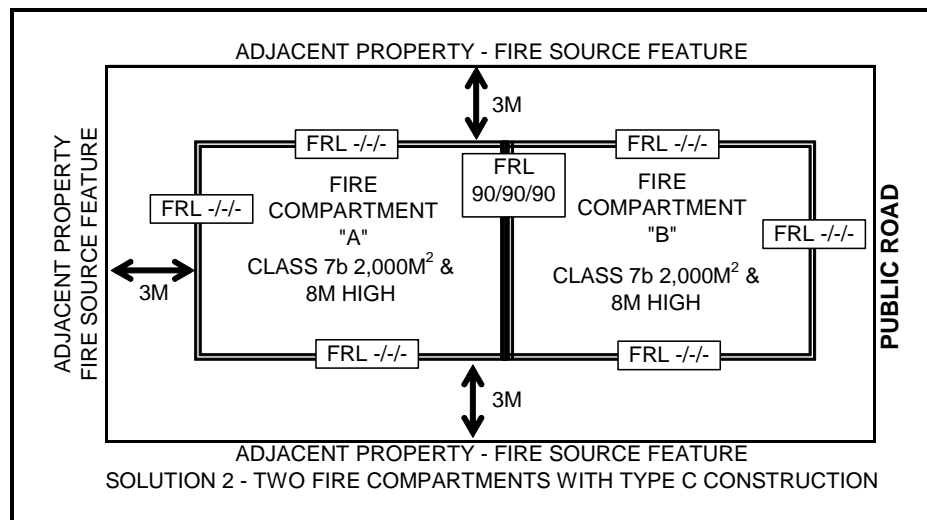 ADJACENT PROPERTY - FIRE SOURCE FEATURE
3M
FRL -/-/-
FRL -/-/-
FRL
90/90/90
ADJACENT PROPERTY
FIRE SOURCE FEATURE
FRL -/-/-
3M
FIRE
COMPARTMENT
"A"
CLASS 7b 2,000M² &
8M HIGH
FIRE
COMPARTMENT
"B"
CLASS 7b 2,000M² &
8M HIGH
FRL -/-/-
PUBLIC ROAD
FRL -/-/-
FRL -/-/-
3M
ADJACENT PROPERTY - FIRE SOURCE FEATURE
SOLUTION 2 - TWO FIRE COMPARTMENTS WITH TYPE C CONSTRUCTION